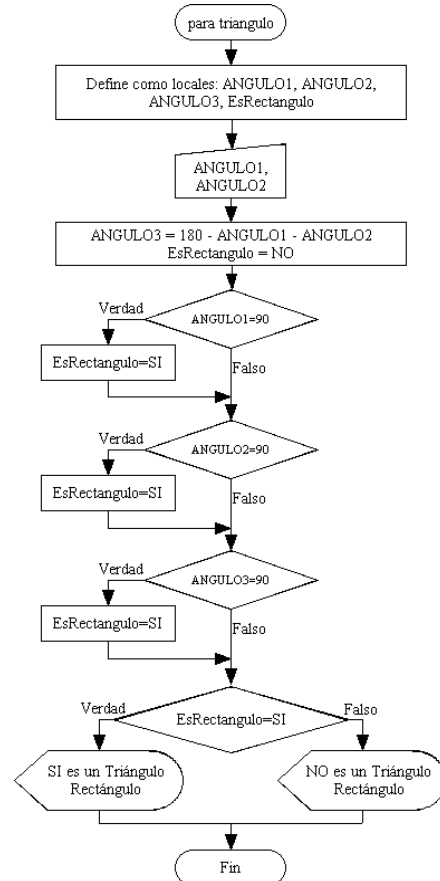 para triangulo
Define como locales: ANGULO1, ANGULO2,
ANGULO3, EsRectangulo
ANGULO1,
ANGULO2
ANGULO3 = 180 - ANGULO1 - ANGULO2
EsRectangulo = NO
Verdad
ANGULO1=90
EsRectangulo=SI
Falso
Verdad
ANGULO2=90
EsRectangulo=SI
Falso
Verdad
ANGULO3=90
EsRectangulo=SI
Falso
Verdad
EsRectangulo=SI
Falso
SI es un Triángulo
Rectángulo
NO es un Triángulo
Rectángulo
Fin